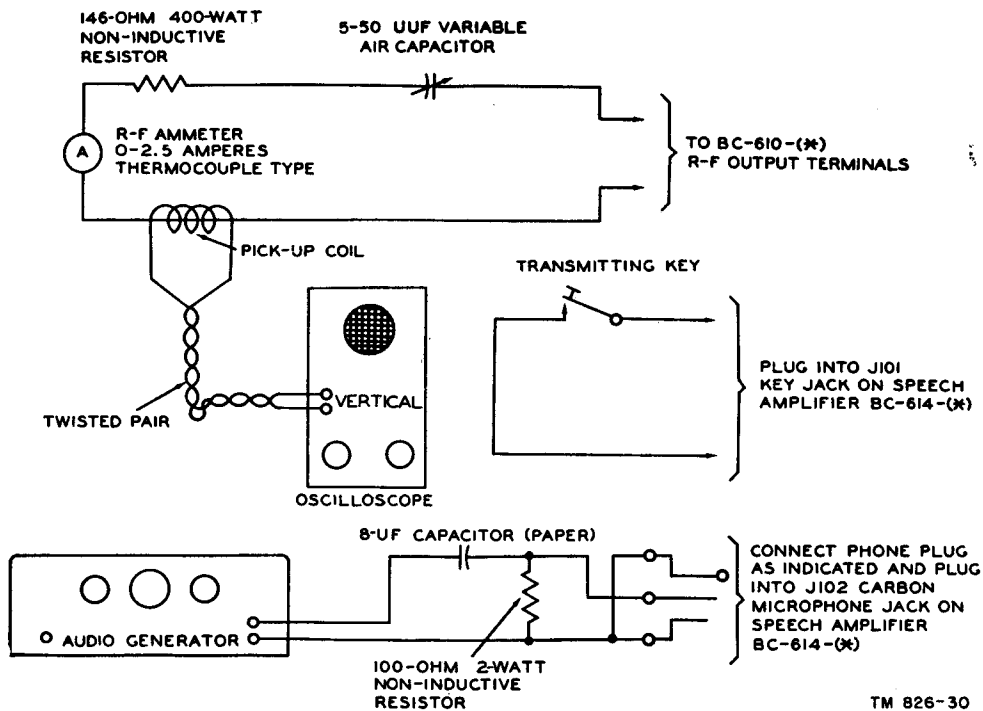 146-OHM 400-WATT
NON-INDUCTIVE
RESISTOR
5-50 UUF VARIABLE
AIR CAPACITOR
A
R-F AMMETER
0-2.5 AMPERES
THERMOCOUPLE TYPE
TO BC-610-(*)
R-F OUTPUT TERMINALS
PICK-UP COIL
TRANSMITTING KEY
TWISTED PAIR
VERTICAL
OSCILLOSCOPE
PLUG INTO J101
KEY JACK ON SPEECH
AMPLIFIER BC-614-(*)
8-UF CAPACITOR (PAPER)
AUDIO GENERATOR
100-OHM 2-WATT
NON-INDUCTIVE
RESISTOR
CONNECT PHONE PLUG
AS INDICATED AND PLUG
INTO J102 CARBON
MICROPHONE JACK ON
SPEECH AMPLIFIER
BC-614-(*)
TM 826-30